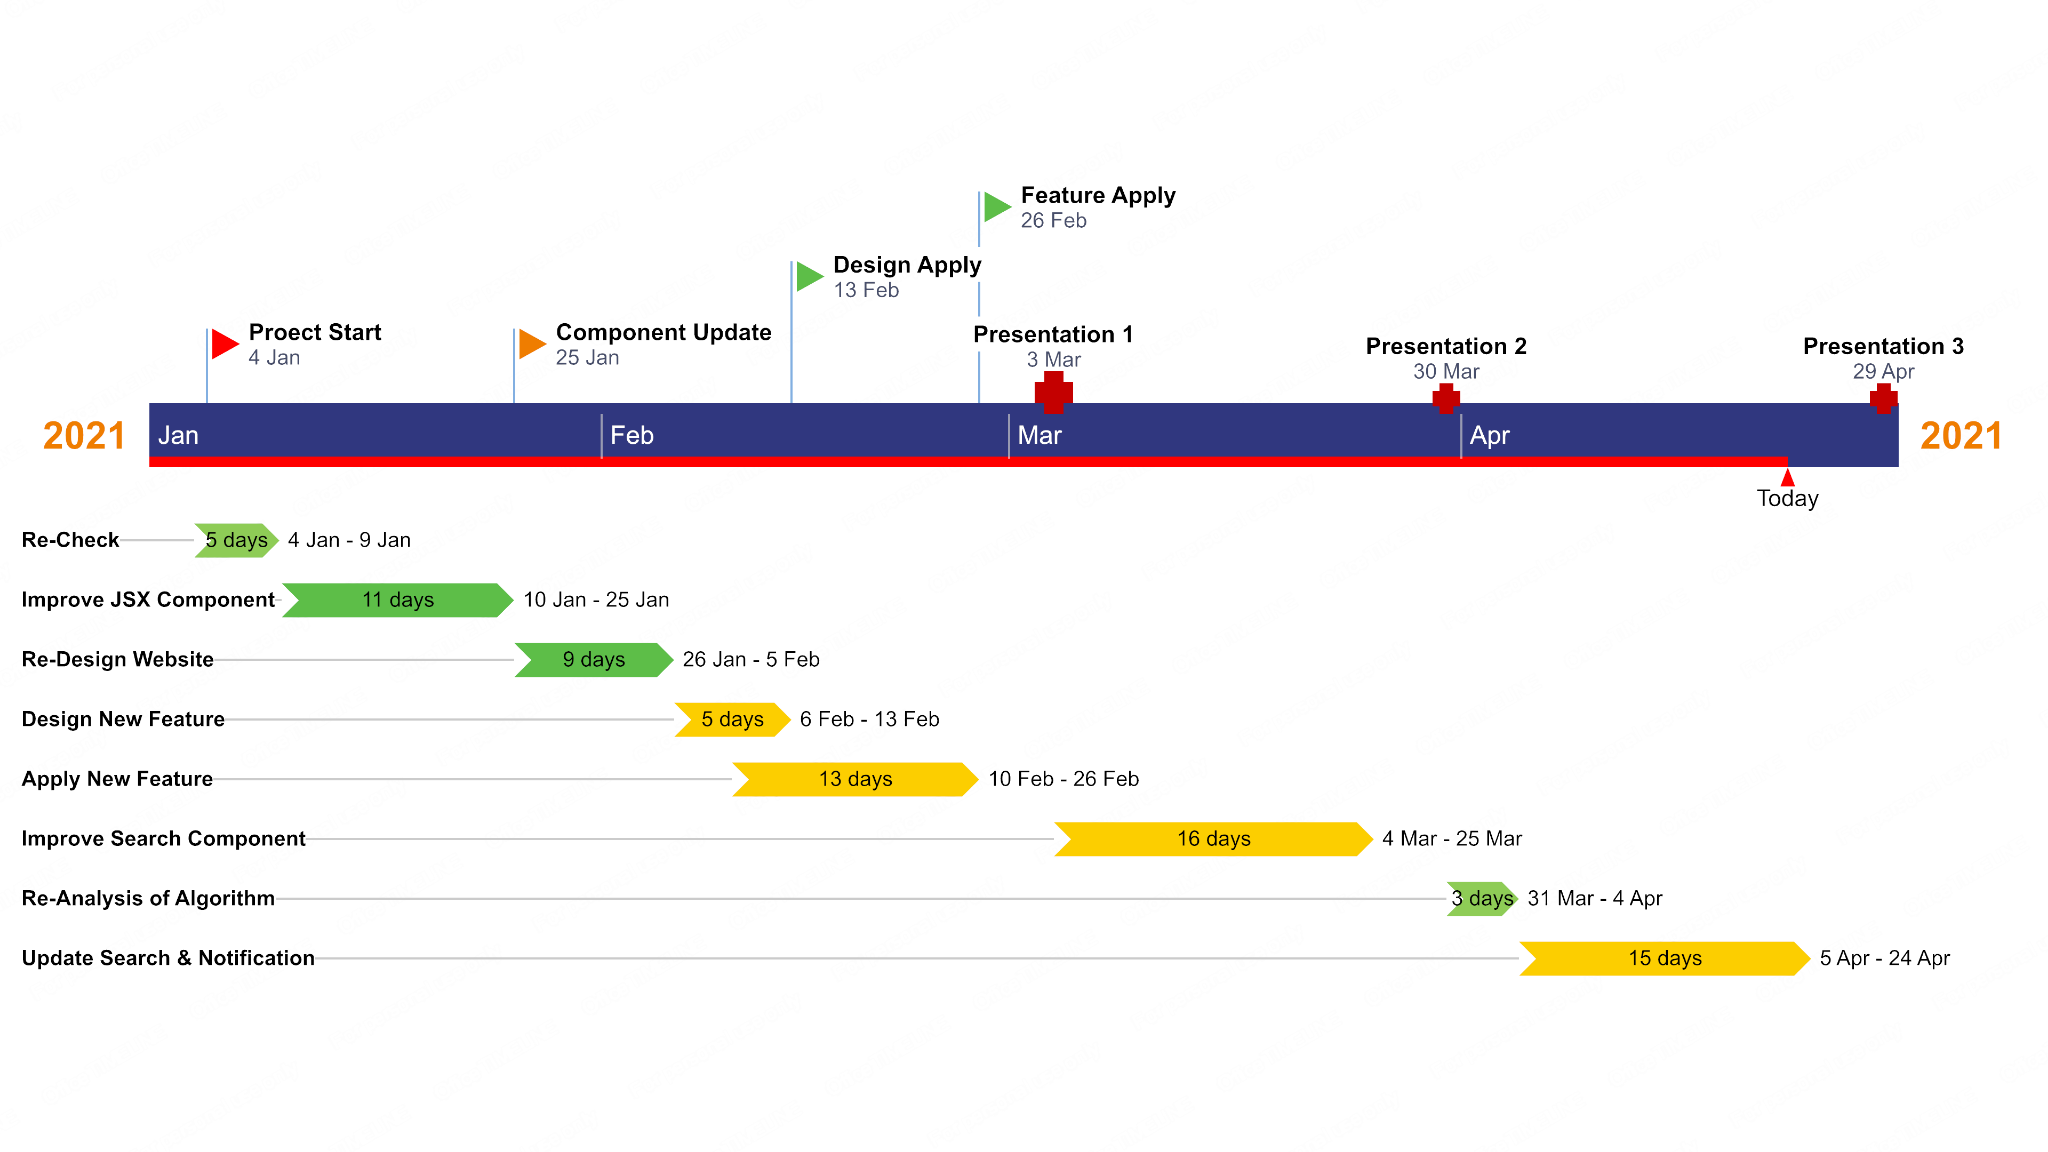 Feature Apply
26 Feb
Design Apply
13 Feb
Proect Start
4 Jan
Component Update
25 Jan
Presentation 1
3 Mar
Presentation 2
30 Mar
Presentation 3
29 Apr
2021 Jan Feb Mar Apr 2021
Today
Re-Check 5 days 4 Jan - 9 Jan
Improve JSX Component 11 days 10 Jan - 25 Jan
Re-Design Website 9 days 26 Jan - 5 Feb
Design New Feature 5 days 6 Feb - 13 Feb
Apply New Feature 13 days 10 Feb - 26 Feb
Improve Search Component 16 days 4 Mar - 25 Mar
Re-Analysis of Algorithm 3 days 31 Mar - 4 Apr
Update Search & Notification 15 days 5 Apr - 24 Apr